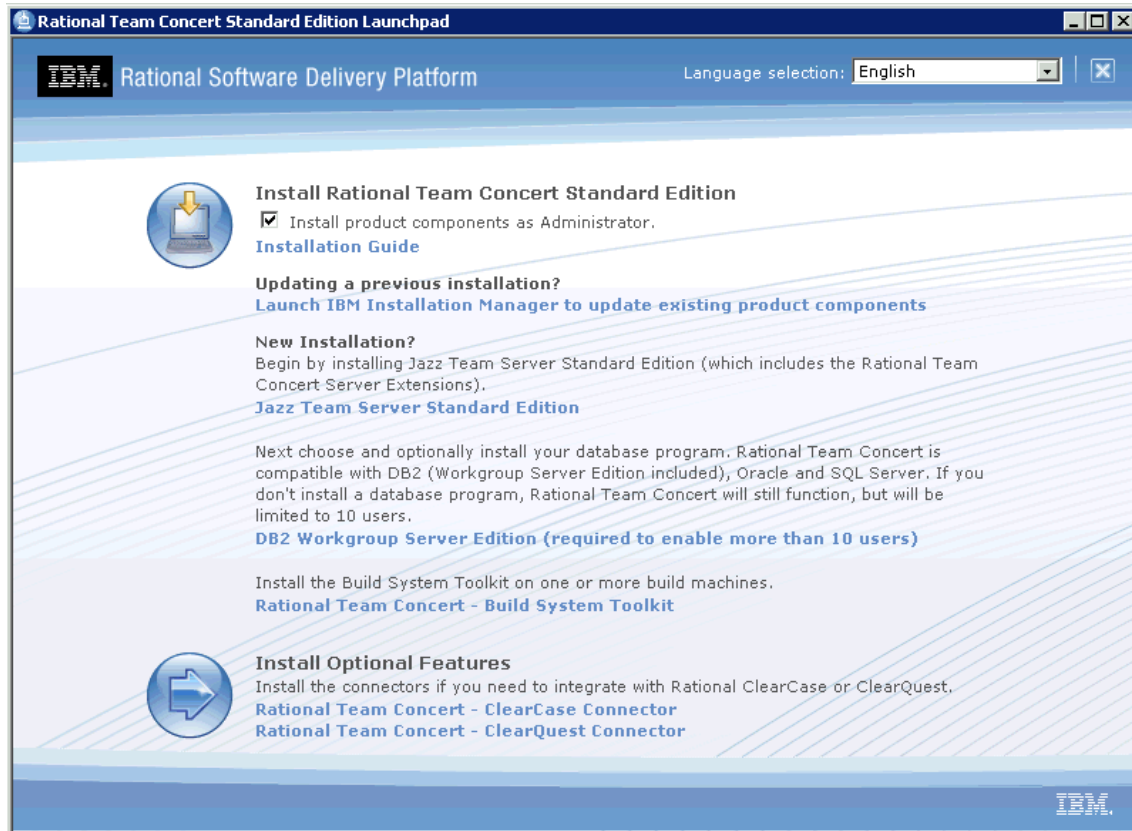 Rational Team Concert Standard Edition Launchpad
IBM. Rational Software Delivery Platform
Language selection: English
Install Rational Team Concert Standard Edition
Install product components as Administrator.
Installation Guide
Updating a previous installation?
Launch IBM Installation Manager to update existing product components
New Installation?
Begin by installing Jazz Team Server Standard Edition (which includes the Rational Team
Concert Server Extensions).
Jazz Team Server Standard Edition
Next choose and optionally install your database program. Rational Team Concert is
compatible with DB2 (Workgroup Server Edition included), Oracle and SQL Server. If you
don't install a database program, Rational Team Concert will still function, but will be
limited to 10 users.
DB2 Workgroup Server Edition (required to enable more than 10 users)
Install the Build System Toolkit on one or more build machines.
Rational Team Concert - Build System Toolkit
Install Optional Features
Install the connectors if you need to integrate with Rational ClearCase or ClearQuest.
Rational Team Concert - ClearCase Connector
Rational Team Concert - ClearQuest Connector
IBM.